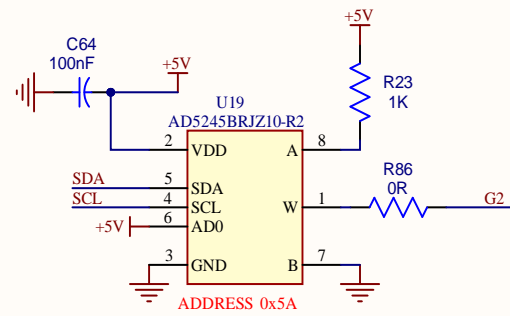 +5V
C64
100nF
+5V
R23
1K
U19
AD5245BRJZ10-R2
2 VDD A 8
R86
0R
SDA 5 SDA
SCL 4 SCL W 1 G2
+5V 6 AD0
3 GND B 7
ADDRESS 0x5A